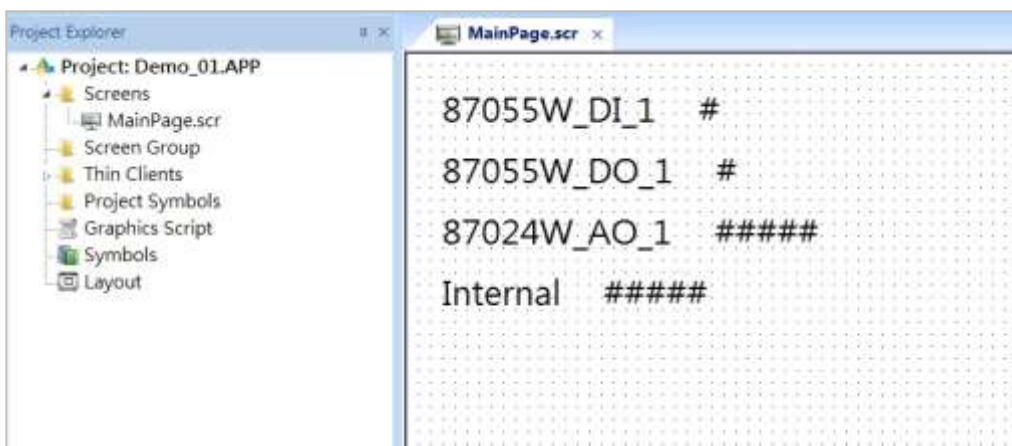 Project Explorer
Project: Demo_01.APP
Screens
MainPage.scr
Screen Group
Thin Clients
Project Symbols
Graphics Script
Symbols
Layout
MainPage.scr
87055W_DI_1 #
87055W_DO_1 #
87024W_AO_1 #####
Internal #####